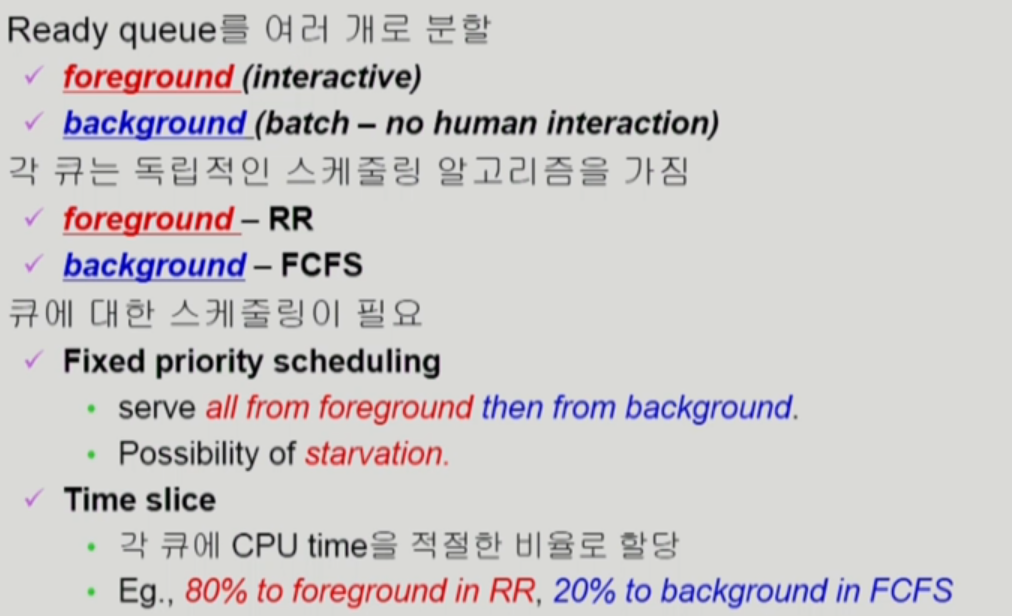 Ready queue를 여러 개로 분할
✓ foreground (interactive)
✓ background (batch – no human interaction)
각 큐는 독립적인 스케줄링 알고리즘을 가짐
✓ foreground – RR
✓ background – FCFS
큐에 대한 스케줄링이 필요
✓ Fixed priority scheduling
• serve all from foreground then from background.
• Possibility of starvation.
✓ Time slice
• 각 큐에 CPU time을 적절한 비율로 할당
• Eg., 80% to foreground in RR, 20% to background in FCFS